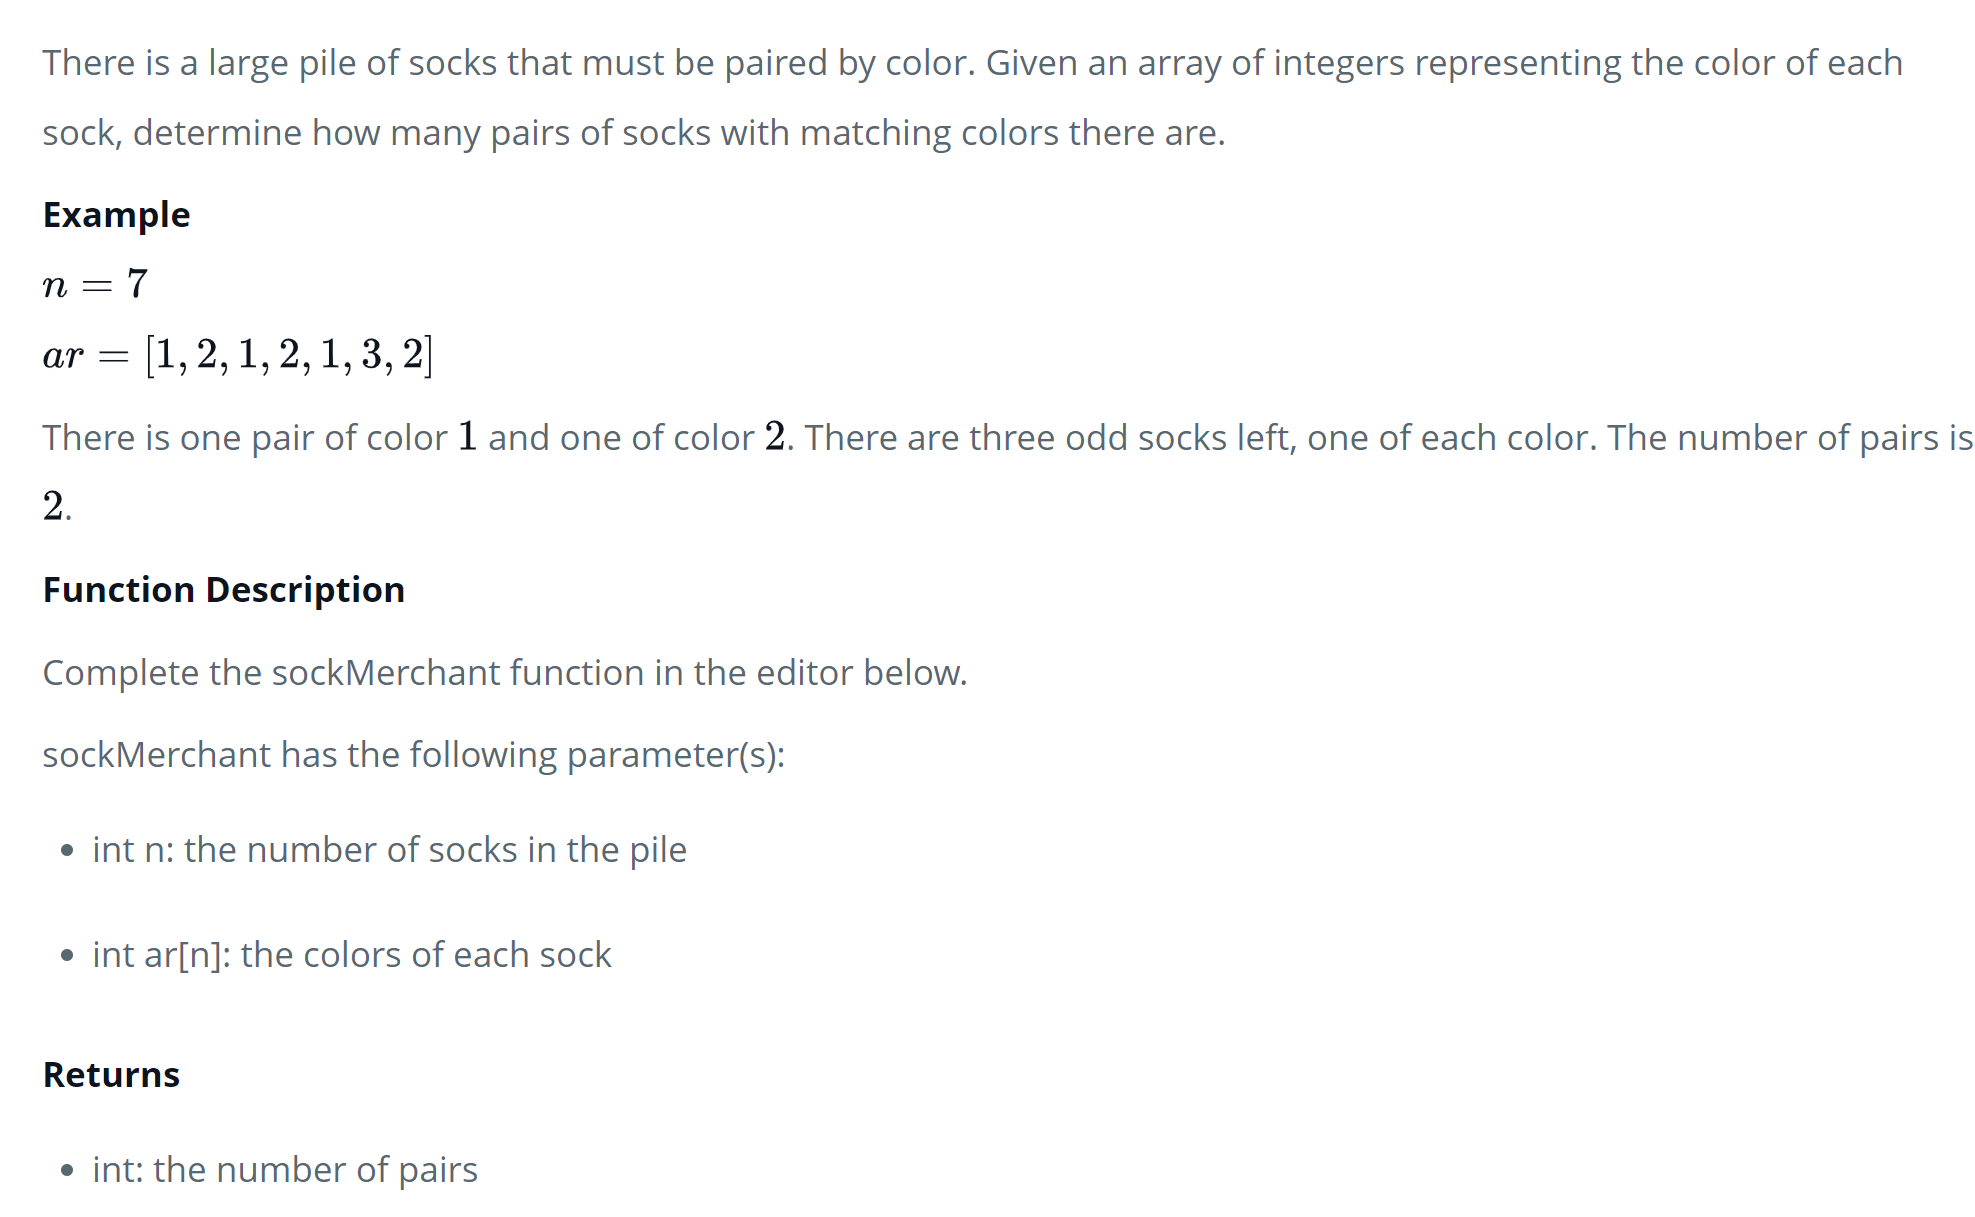 There is a large pile of socks that must be paired by color. Given an array of integers representing the color of each
sock, determine how many pairs of socks with matching colors there are.
Example
n = 7
ar = [1, 2, 1, 2, 1, 3, 2]
There is one pair of color 1 and one of color 2. There are three odd socks left, one of each color. The number of pairs is
2.
Function Description
Complete the sockMerchant function in the editor below.
sockMerchant has the following parameter(s):
• int n: the number of socks in the pile
• int ar[n]: the colors of each sock
Returns
• int: the number of pairs